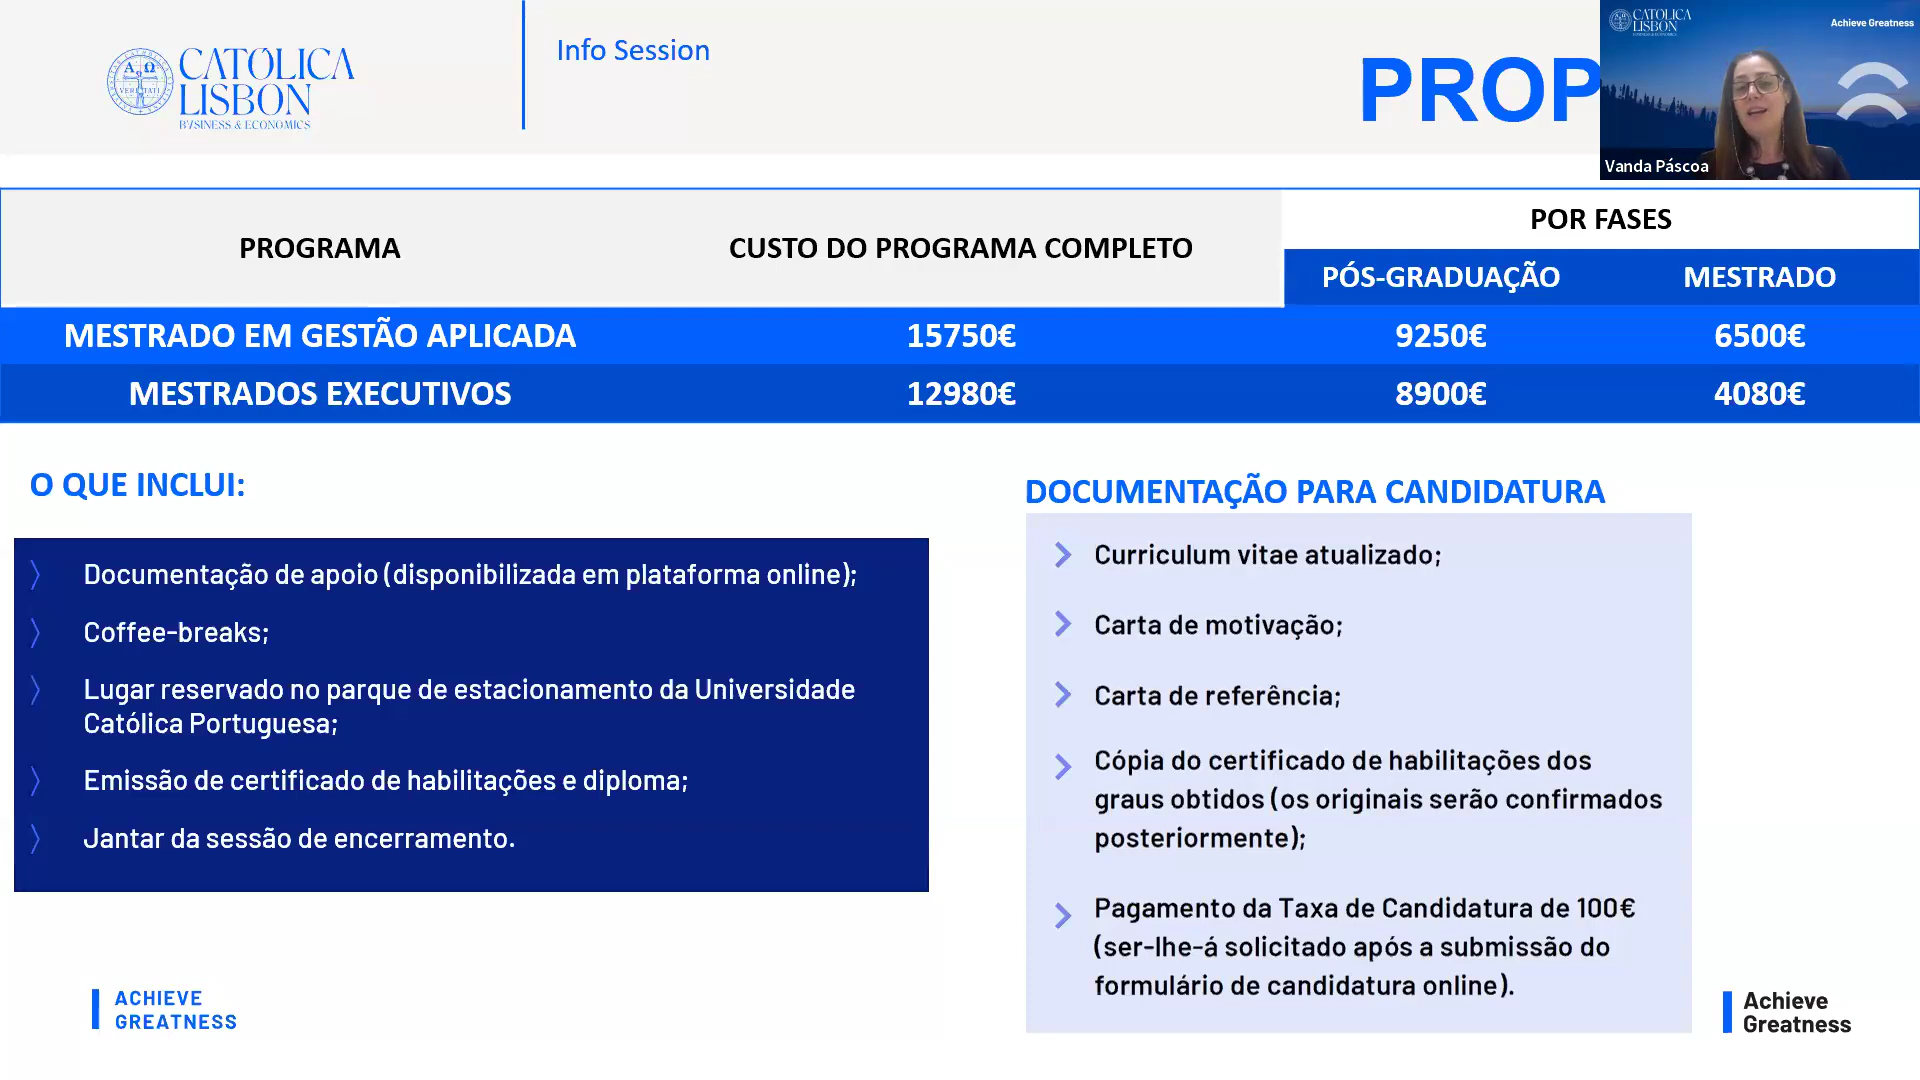 CATÓLICA
LISBON
BUSINESS & ECONOMICS
Info Session
PROP
CATÓLICA
LISBON
BUSINESS & ECONOMICS
Achieve Greatness
Vanda Páscoa
PROGRAMA
CUSTO DO PROGRAMA COMPLETO
POR FASES
PÓS-GRADUAÇÃO
MESTRADO
MESTRADO EM GESTÃO APLICADA
15750€
9250€
6500€
MESTRADOS EXECUTIVOS
12980€
8900€
4080€
O QUE INCLUI:
Documentação de apoio (disponibilizada em plataforma online);
Coffee-breaks;
Lugar reservado no parque de estacionamento da Universidade
Católica Portuguesa;
Emissão de certificado de habilitações e diploma;
Jantar da sessão de encerramento.
DOCUMENTAÇÃO PARA CANDIDATURA
Curriculum vitae atualizado;
Carta de motivação;
Carta de referência;
Cópia do certificado de habilitações dos
graus obtidos (os originais serão confirmados
posteriormente);
Pagamento da Taxa de Candidatura de 100€
(ser-lhe-á solicitado após a submissão do
formulário de candidatura online).
ACHIEVE
GREATNESS
Achieve
Greatness